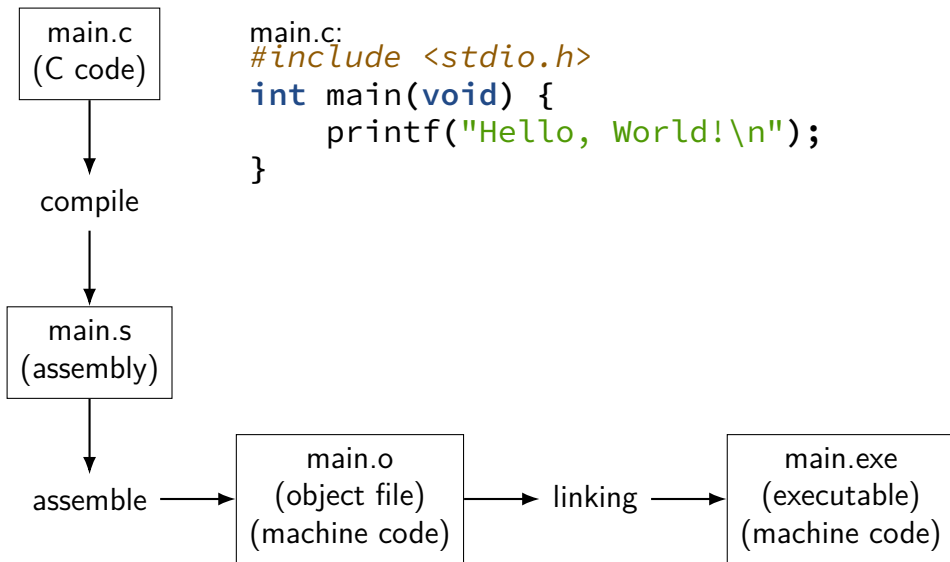 main.c
(C code)
main.c:
#include <stdio.h>
int main(void) {
    printf("Hello, World!\n");
}
compile
main.s
(assembly)
assemble
main.o
(object file)
(machine code)
linking
main.exe
(executable)
(machine code)